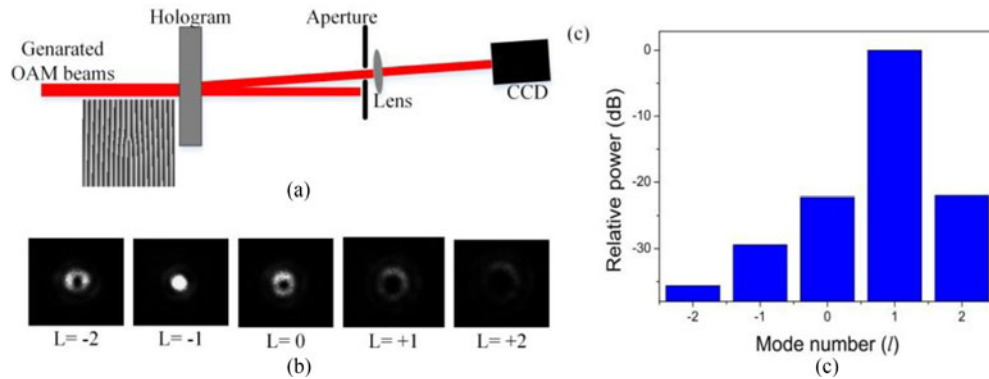 Genarated
OAM beams
Hologram
Aperture
Lens
CCD
(a)
L= -2
L= -1
L= 0
L= +1
L= +2
(b)
(c)
Relative power (dB)
0
-10
-20
-30
-2
-1
0
1
2
Mode number (l)
(c)